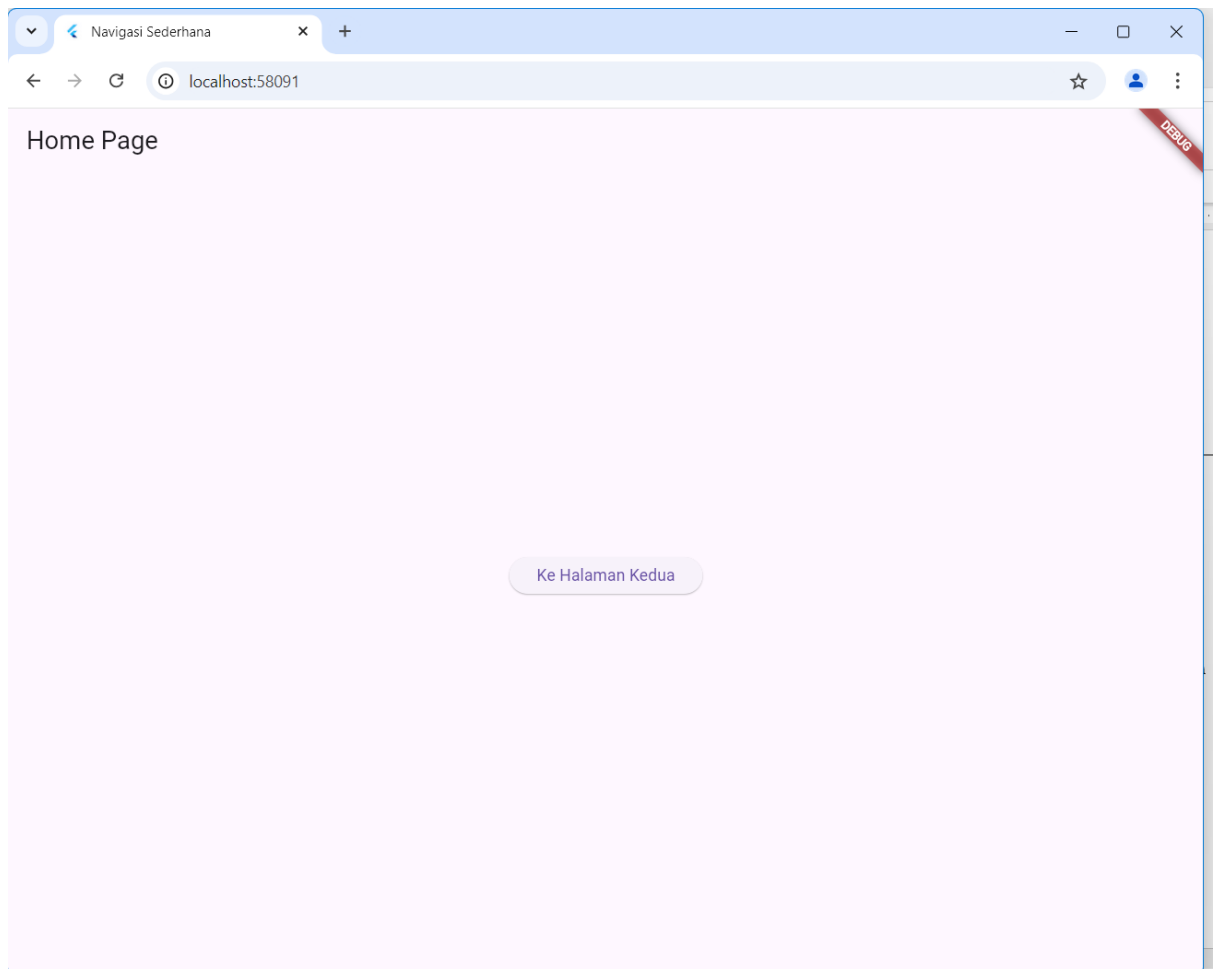 Navigasi Sederhana
localhost:58091
Home Page
DEBUG
Ke Halaman Kedua